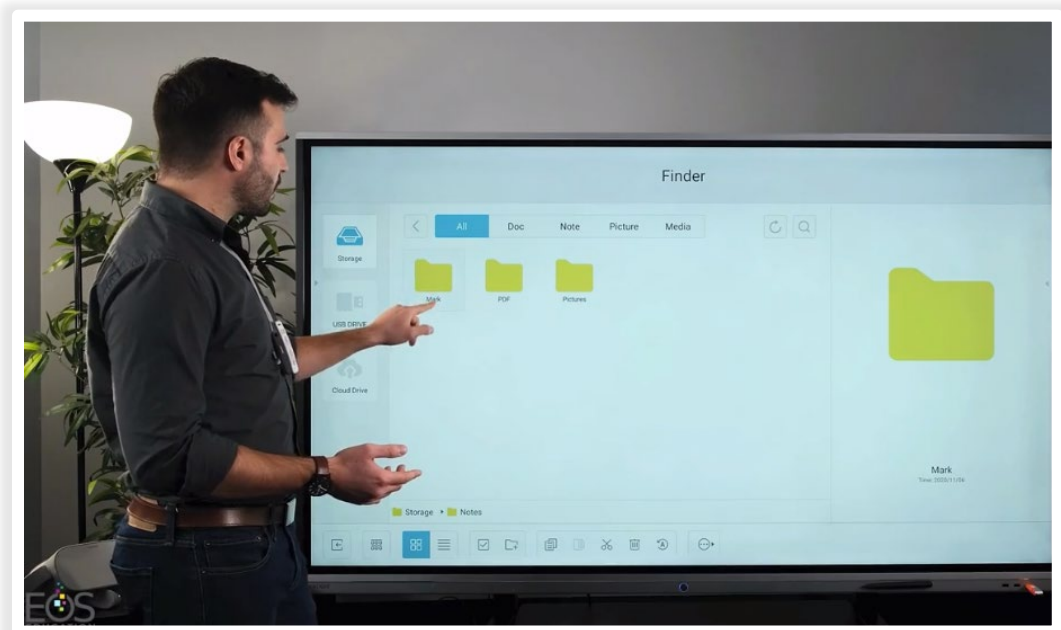 Finder
All
Doc
Note
Picture
Media
Storage
Mark
PDF
Pictures
USB DRIVE
Cloud Drive
Mark
Storage
Notes
EOS